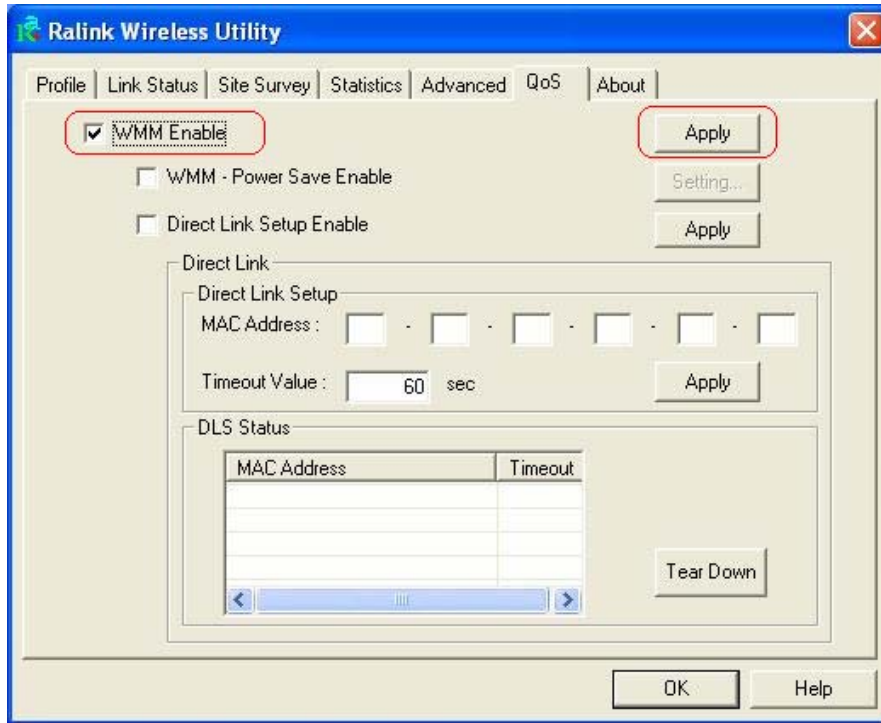 Ralink Wireless Utility
Profile Link Status Site Survey Statistics Advanced QoS About
WMM Enable Apply
WMM - Power Save Enable Setting...
Direct Link Setup Enable Apply
Direct Link
Direct Link Setup
MAC Address : - - - - -
Timeout Value : 60 sec Apply
DLS Status
MAC Address Timeout
Tear Down
OK Help